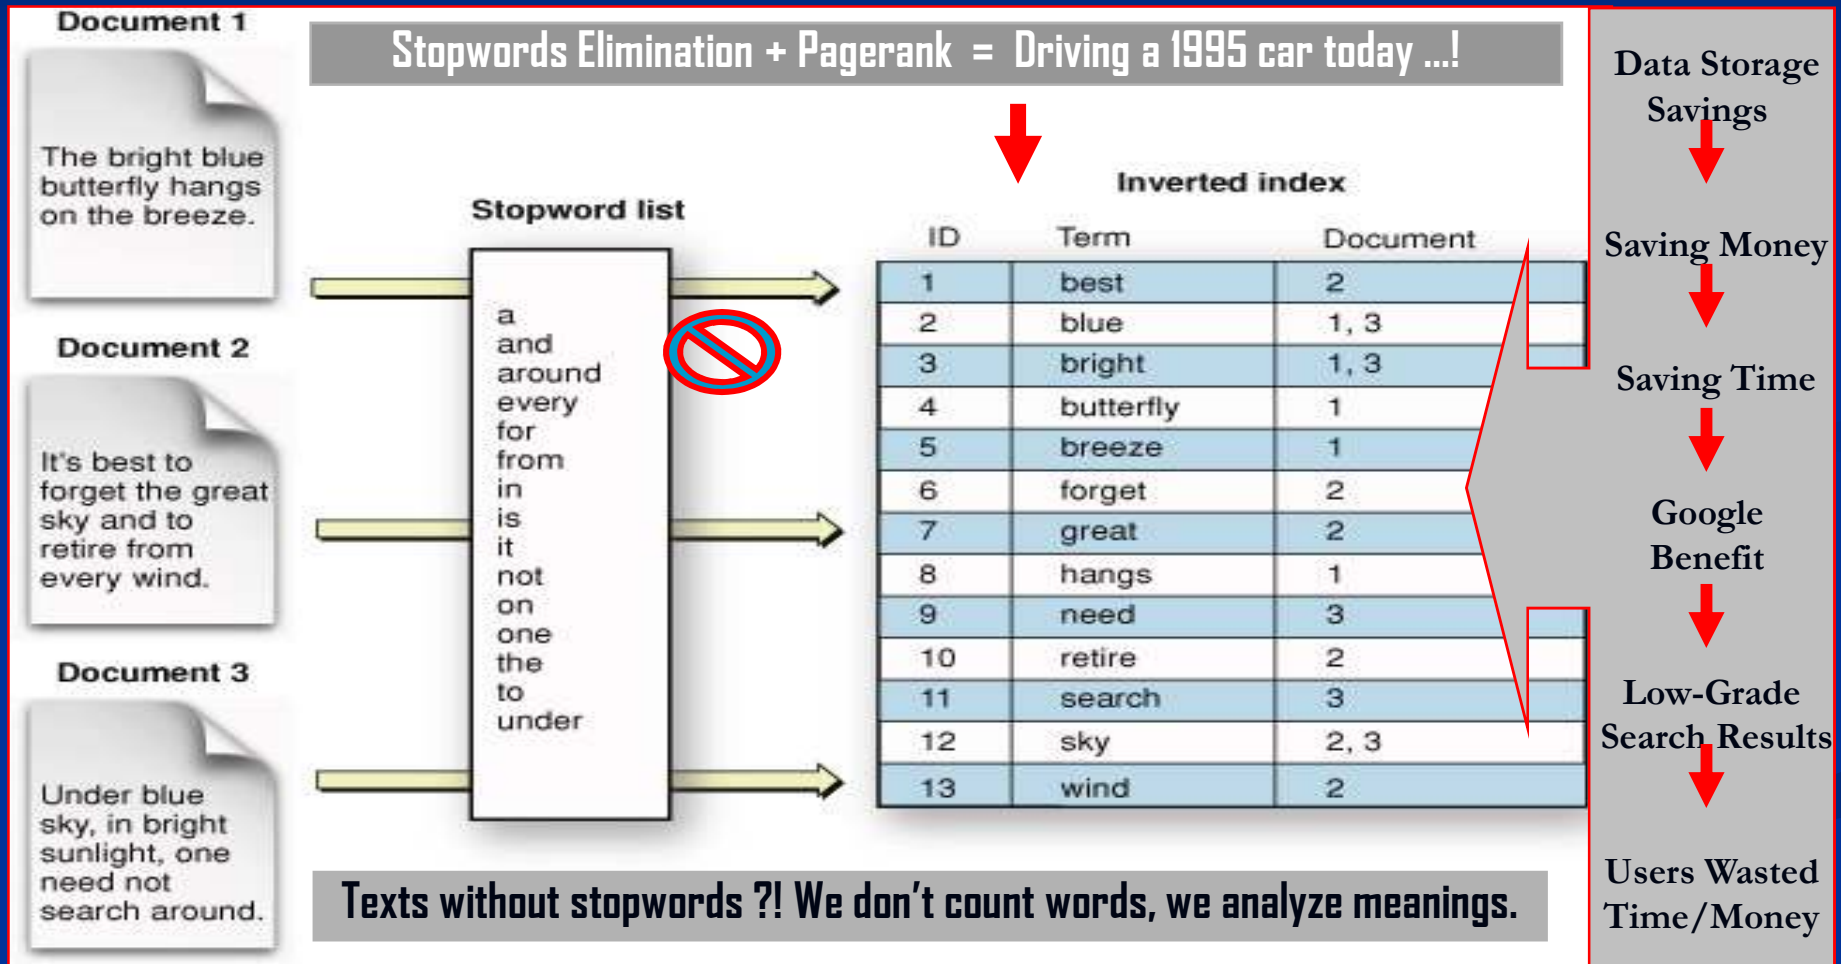 Stopwords Elimination + Pagerank = Driving a 1995 car today ...!
Document 1
The bright blue
butterfly hangs
on the breeze.
Document 2
It's best to
forget the great
sky and to
retire from
every wind.
Document 3
Under blue
sky, in bright
sunlight, one
need not
search around.
Stopword list
a
and
around
every
for
from
in
is
it
not
on
one
the
to
under
Inverted index
ID Term Document
1 best 2
2 blue 1, 3
3 bright 1, 3
4 butterfly 1
5 breeze 1
6 forget 2
7 great 2
8 hangs 1
9 need 3
10 retire 2
11 search 3
12 sky 2, 3
13 wind 2
Data Storage
Savings
Saving Money
Saving Time
Google
Benefit
Low-Grade
Search Results
Users Wasted
Time/Money
Texts without stopwords ?! We don't count words, we analyze meanings.